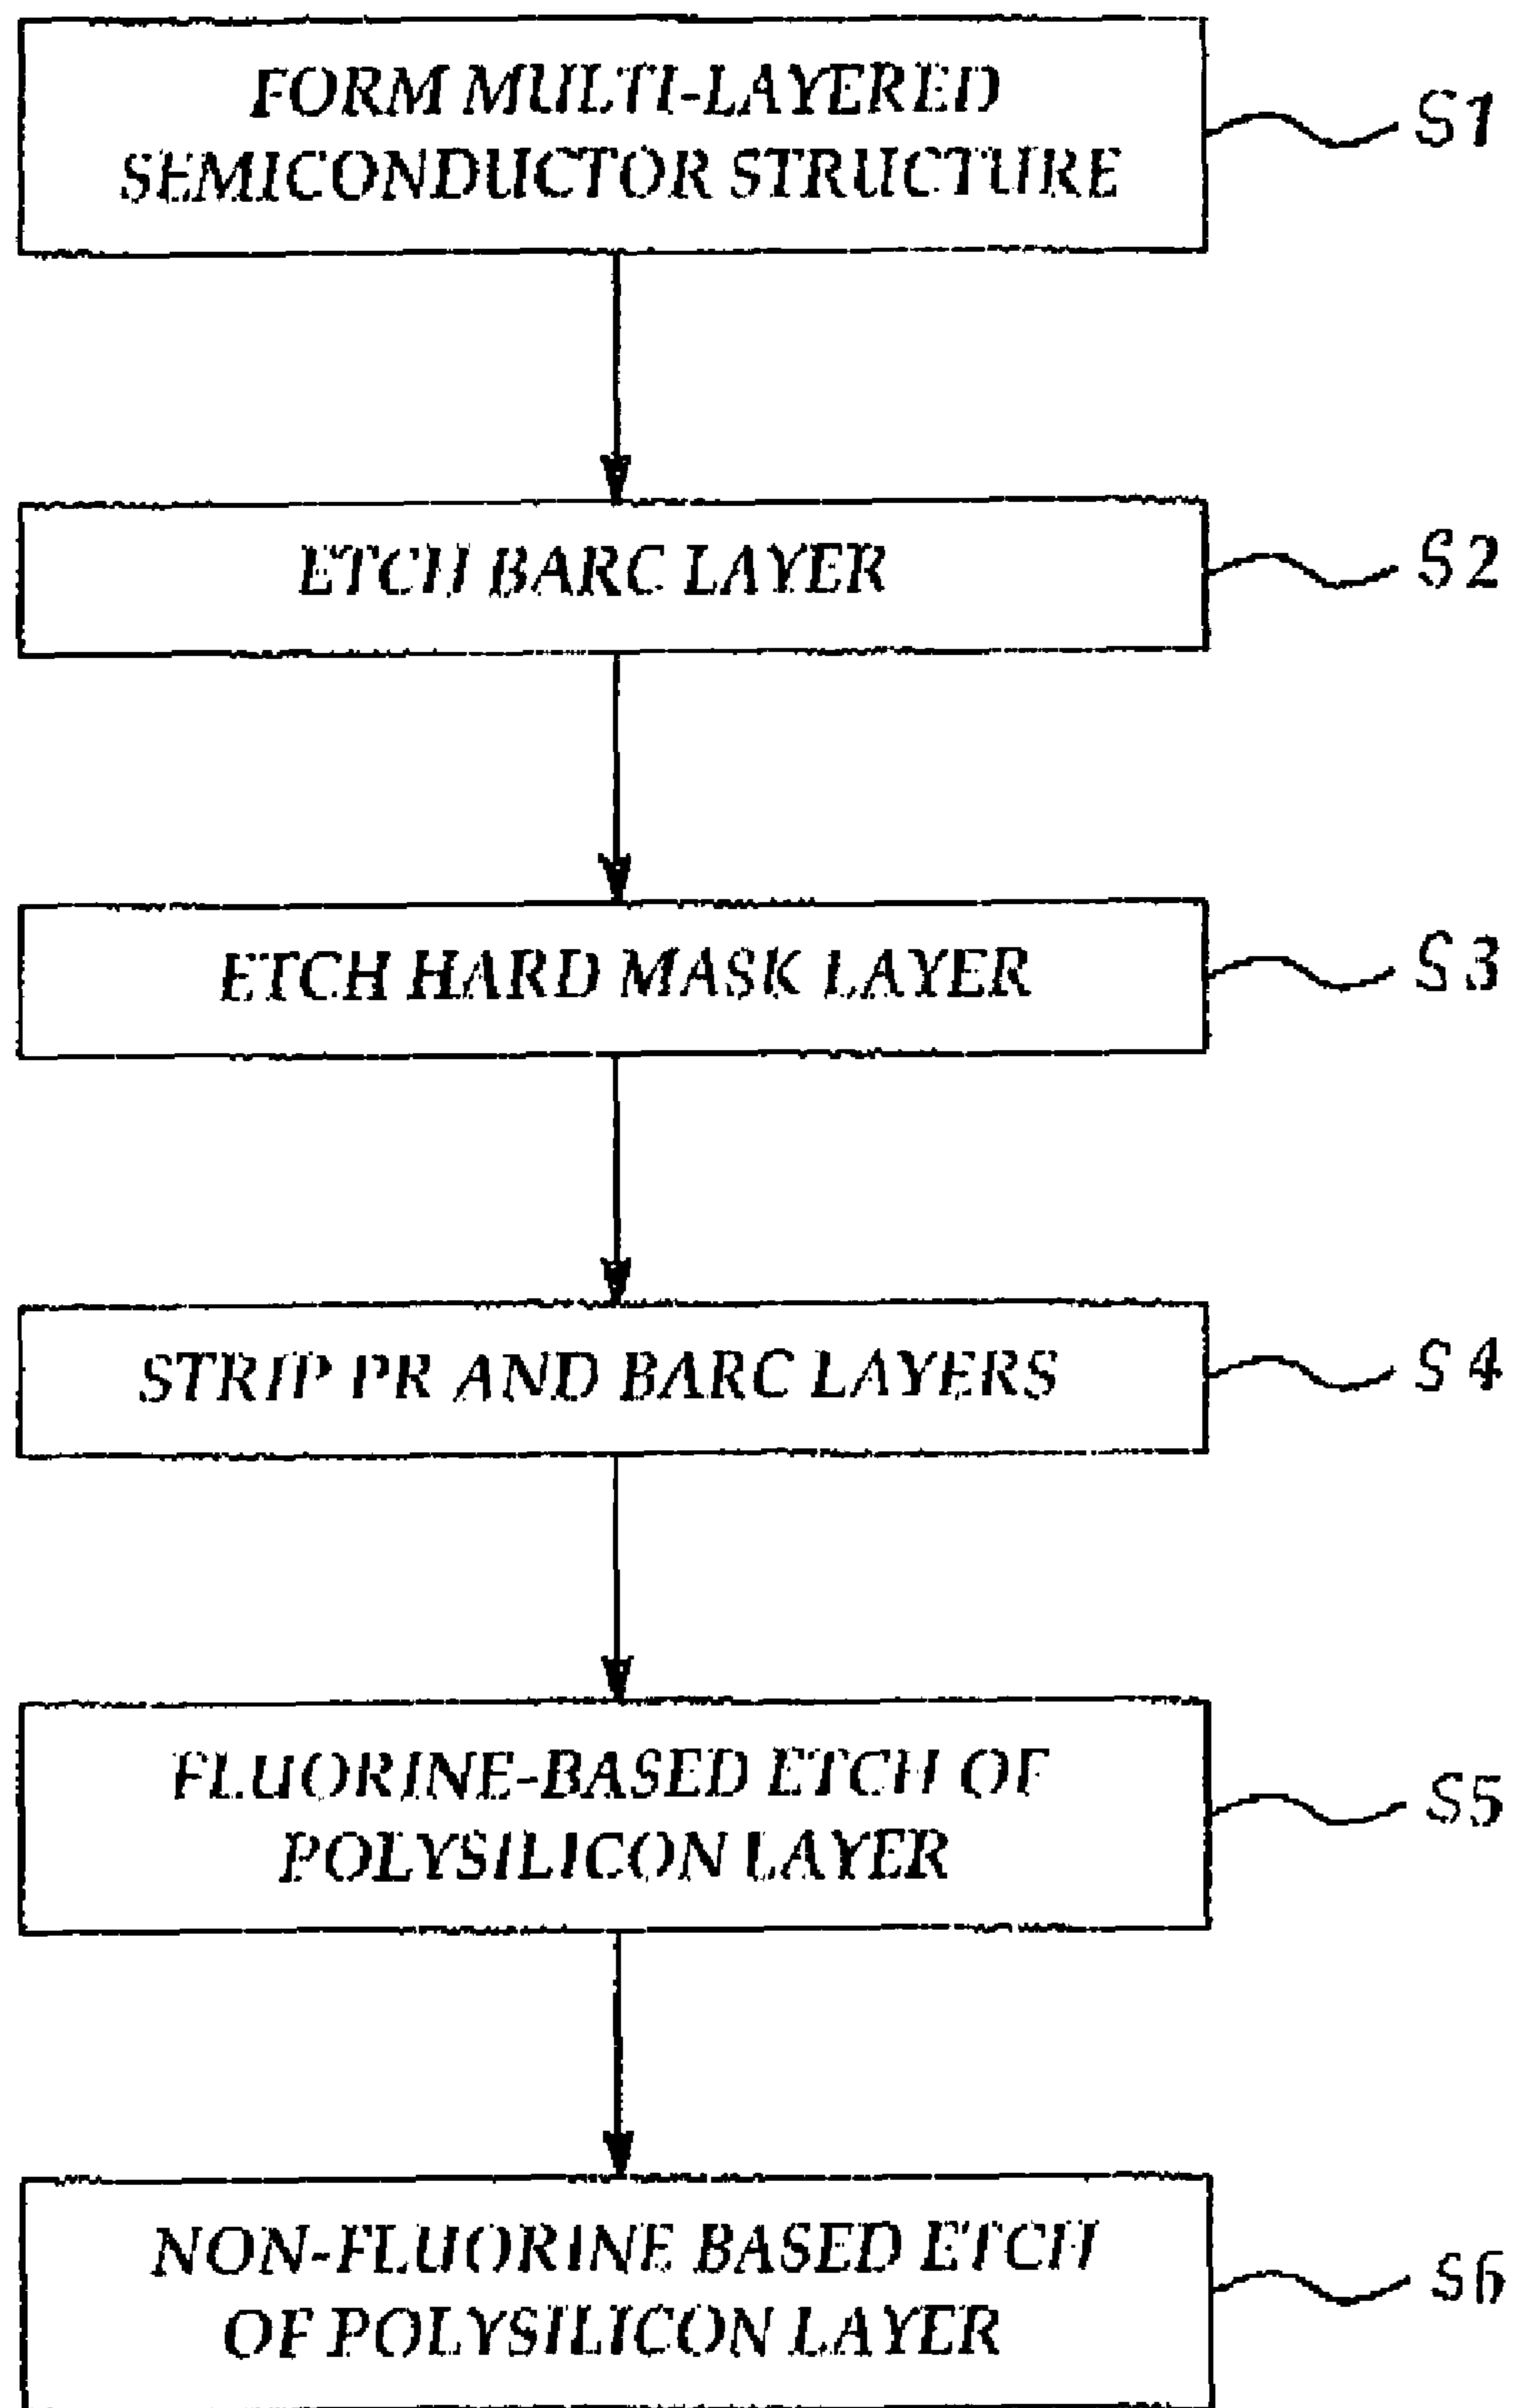 FORM MULTI-LAYERED
SEMICONDUCTOR STRUCTURE
S1
ETCH BARC LAYER
S2
ETCH HARD MASK LAYER
S3
STRIP PR AND BARC LAYERS
S4
FLUORINE-BASED ETCH OF
POLYSILICON LAYER
S5
NON-FLUORINE BASED ETCH
OF POLYSILICON LAYER
S6